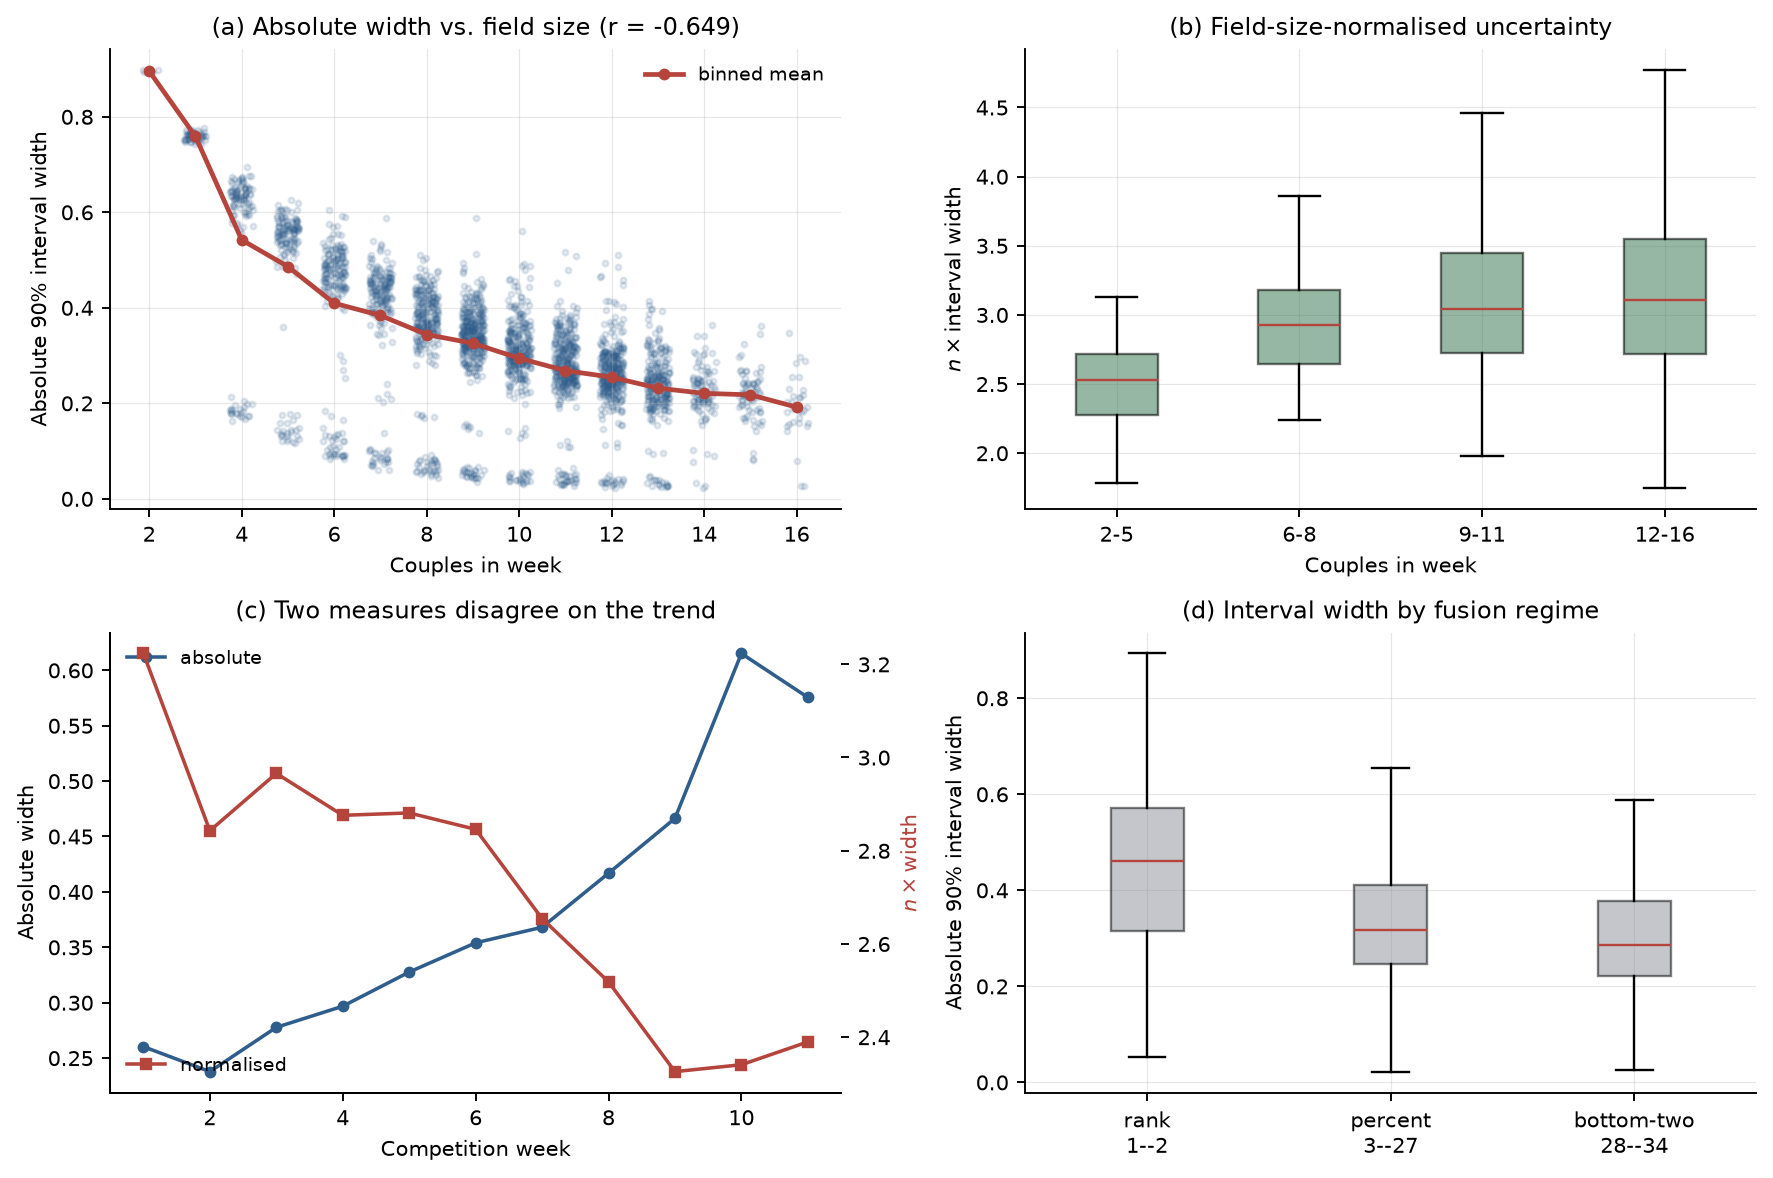 (a) Absolute width vs. field size (r = -0.649)
binned mean
Absolute 90% interval width
0.8
0.6
0.4
0.2
0.0
2 4 6 8 10 12 14 16
Couples in week
(b) Field-size-normalised uncertainty
n × interval width
4.5
4.0
3.5
3.0
2.5
2.0
2-5 6-8 9-11 12-16
Couples in week
(c) Two measures disagree on the trend
absolute
normalised
Absolute width
0.60
0.55
0.50
0.45
0.40
0.35
0.30
0.25
3.2
3.0
2.8
2.6
2.4
n × width
2 4 6 8 10
Competition week
(d) Interval width by fusion regime
Absolute 90% interval width
0.8
0.6
0.4
0.2
0.0
rank percent bottom-two
1--2 3--27 28--34